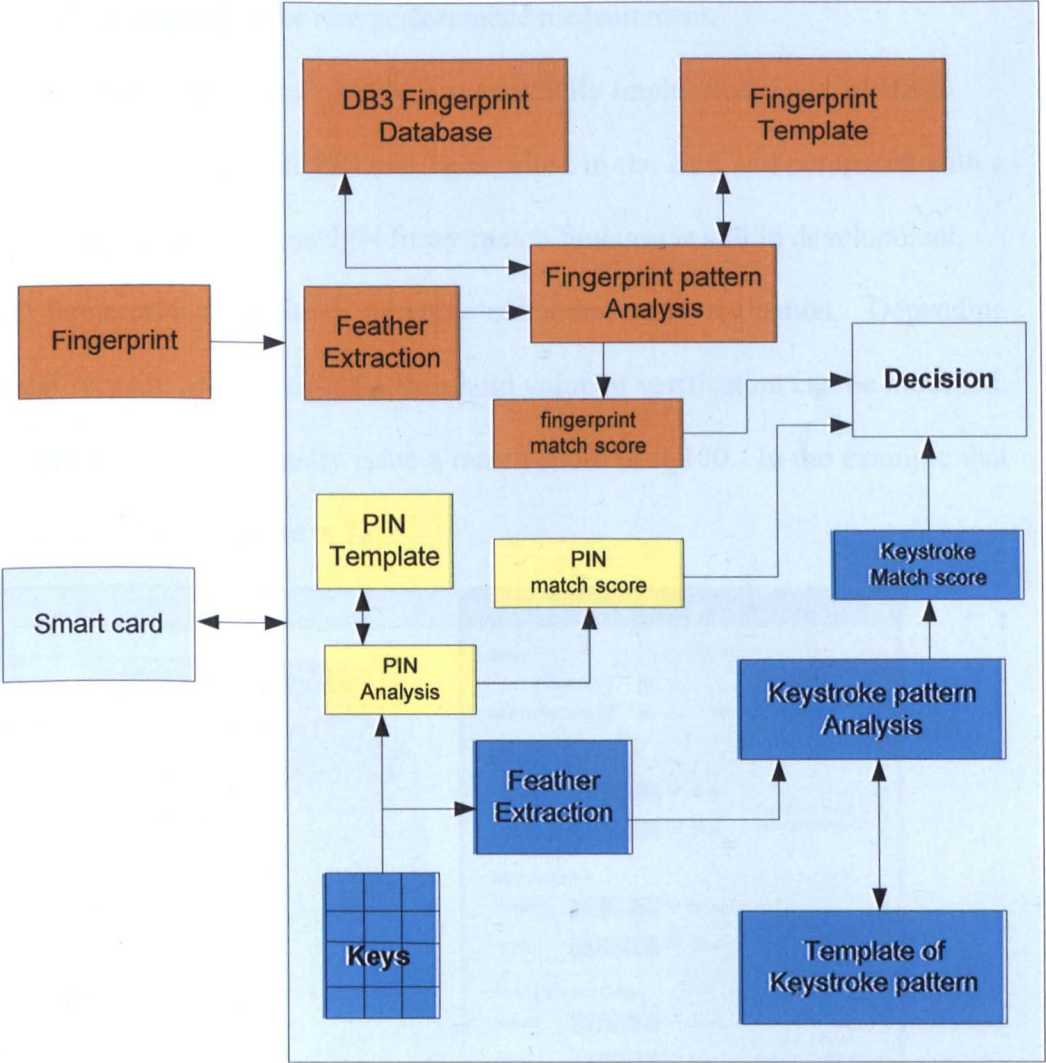 DB3 Fingerprint
Database
Fingerprint
Template
Fingerprint
Feather
Extraction
Fingerprint pattern
Analysis
Decision
fingerprint
match score
PIN
Template
PIN
match score
Keystroke
Match score
Smart card
PIN
Analysis
Keystroke pattern
Analysis
Feather
Extraction
Keys
Template of
Keystroke pattern